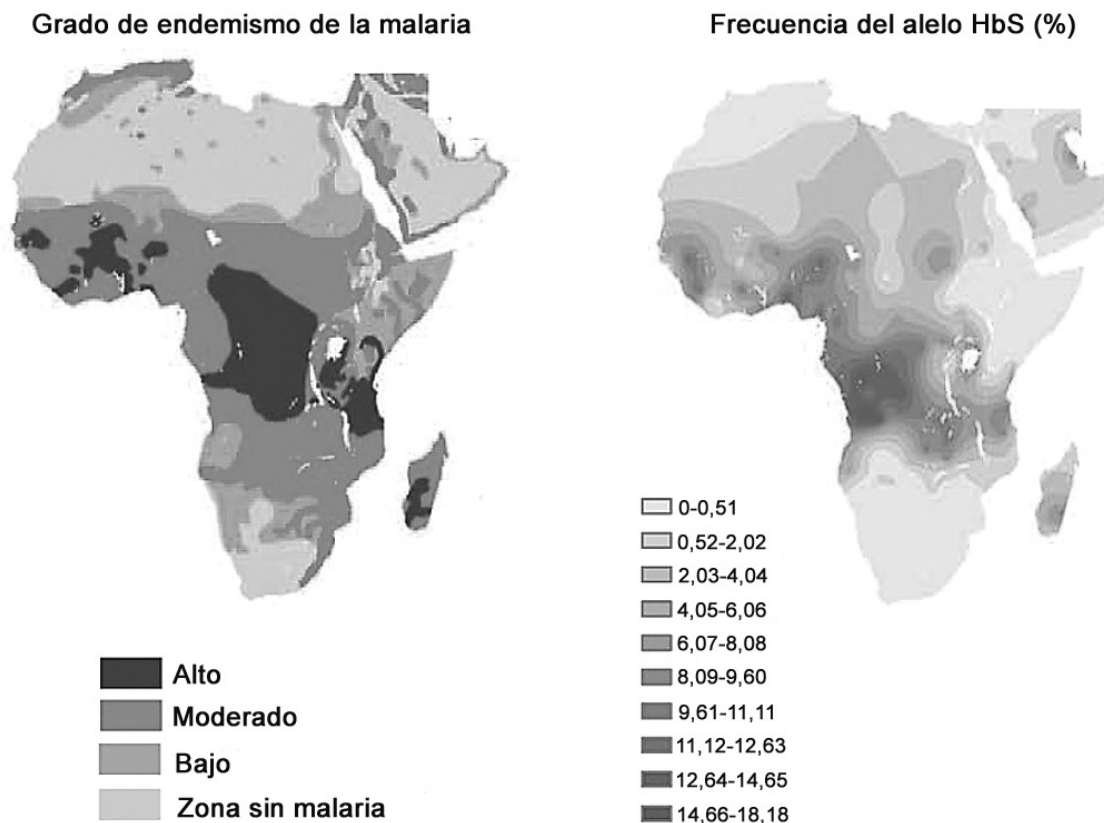 Grado de endemismo de la malaria
Frecuencia del alelo HbS (%)
Alto
Moderado
Bajo
Zona sin malaria
0-0,51
0,52-2,02
2,03-4,04
4,05-6,06
6,07-8,08
8,09-9,60
9,61-11,11
11,12-12,63
12,64-14,65
14,66-18,18